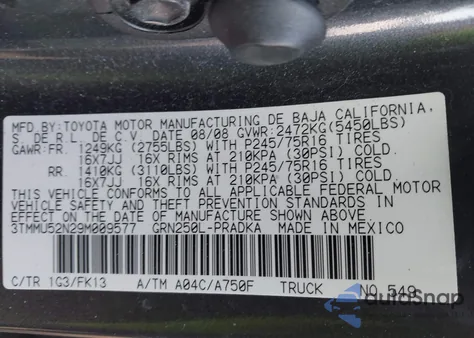 MFD.BY:TOYOTA MOTOR MANUFACTURING DE BAJA CALIFORNIA,
S. DE R.L. DE C.V. DATE 08/08 GVWR:2472KG(5450LBS)
GAWR:FR. 1249KG (2755LBS) WITH P245/75R16 TIRES
16X7JJ 16X RIMS AT 210KPA (30PSI) COLD.
RR. 1410KG (3110LBS) WITH P245/75R16 TIRES
16X7JJ 16X RIMS AT 210KPA (30PSI) COLD.
THIS VEHICLE CONFORMS TO ALL APPLICABLE FEDERAL MOTOR
VEHICLE SAFETY AND THEFT PREVENTION STANDARDS IN
EFFECT ON THE DATE OF MANUFACTURE SHOWN ABOVE.
3TMMU52N29M009577 GRN250L-PRADKA MADE IN MEXICO
C/TR 1G3/FK13 A/TM A04C/A750F TRUCK NO.549
AutoSnap